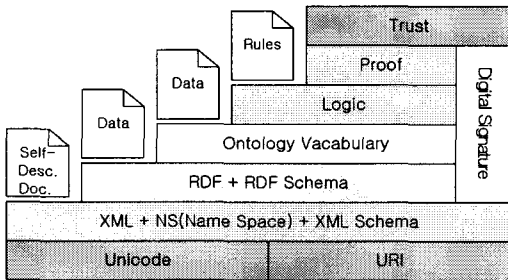 Trust
Rules
Proof
Data
Digital Signature
Logic
Data
Ontology Vacabulary
Self-
Desc.
Doc.
RDF + RDF Schema
XML + NS(Name Space) + XML Schema
Unicode
URI